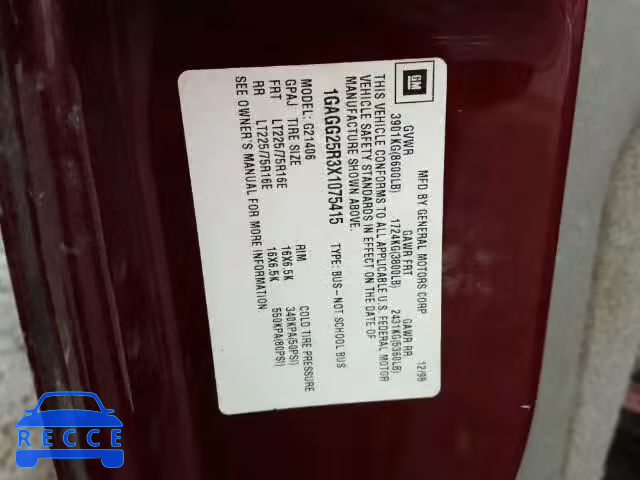 GM
MFD BY GENERAL MOTORS CORP 12/98
GVWR GAWR FRT GAWR RR
3901KG(8600LB) 1724KG(3800LB) 2431KG(5360LB)
THIS VEHICLE CONFORMS TO ALL APPLICABLE U.S. FEDERAL MOTOR
VEHICLE SAFETY STANDARDS IN EFFECT ON THE DATE OF
MANUFACTURE SHOWN ABOVE.
1GAGG25R3X1075415 TYPE: BUS-NOT SCHOOL BUS
MODEL: G21406
GPAJ TIRE SIZE RIM COLD TIRE PRESSURE
FRT LT225/75R16E 16X6.5K 340KPA(50PSI)
RR LT225/75R16E 16X6.5K 550KPA(80PSI)
SEE OWNER'S MANUAL FOR MORE INFORMATION.
RECCE